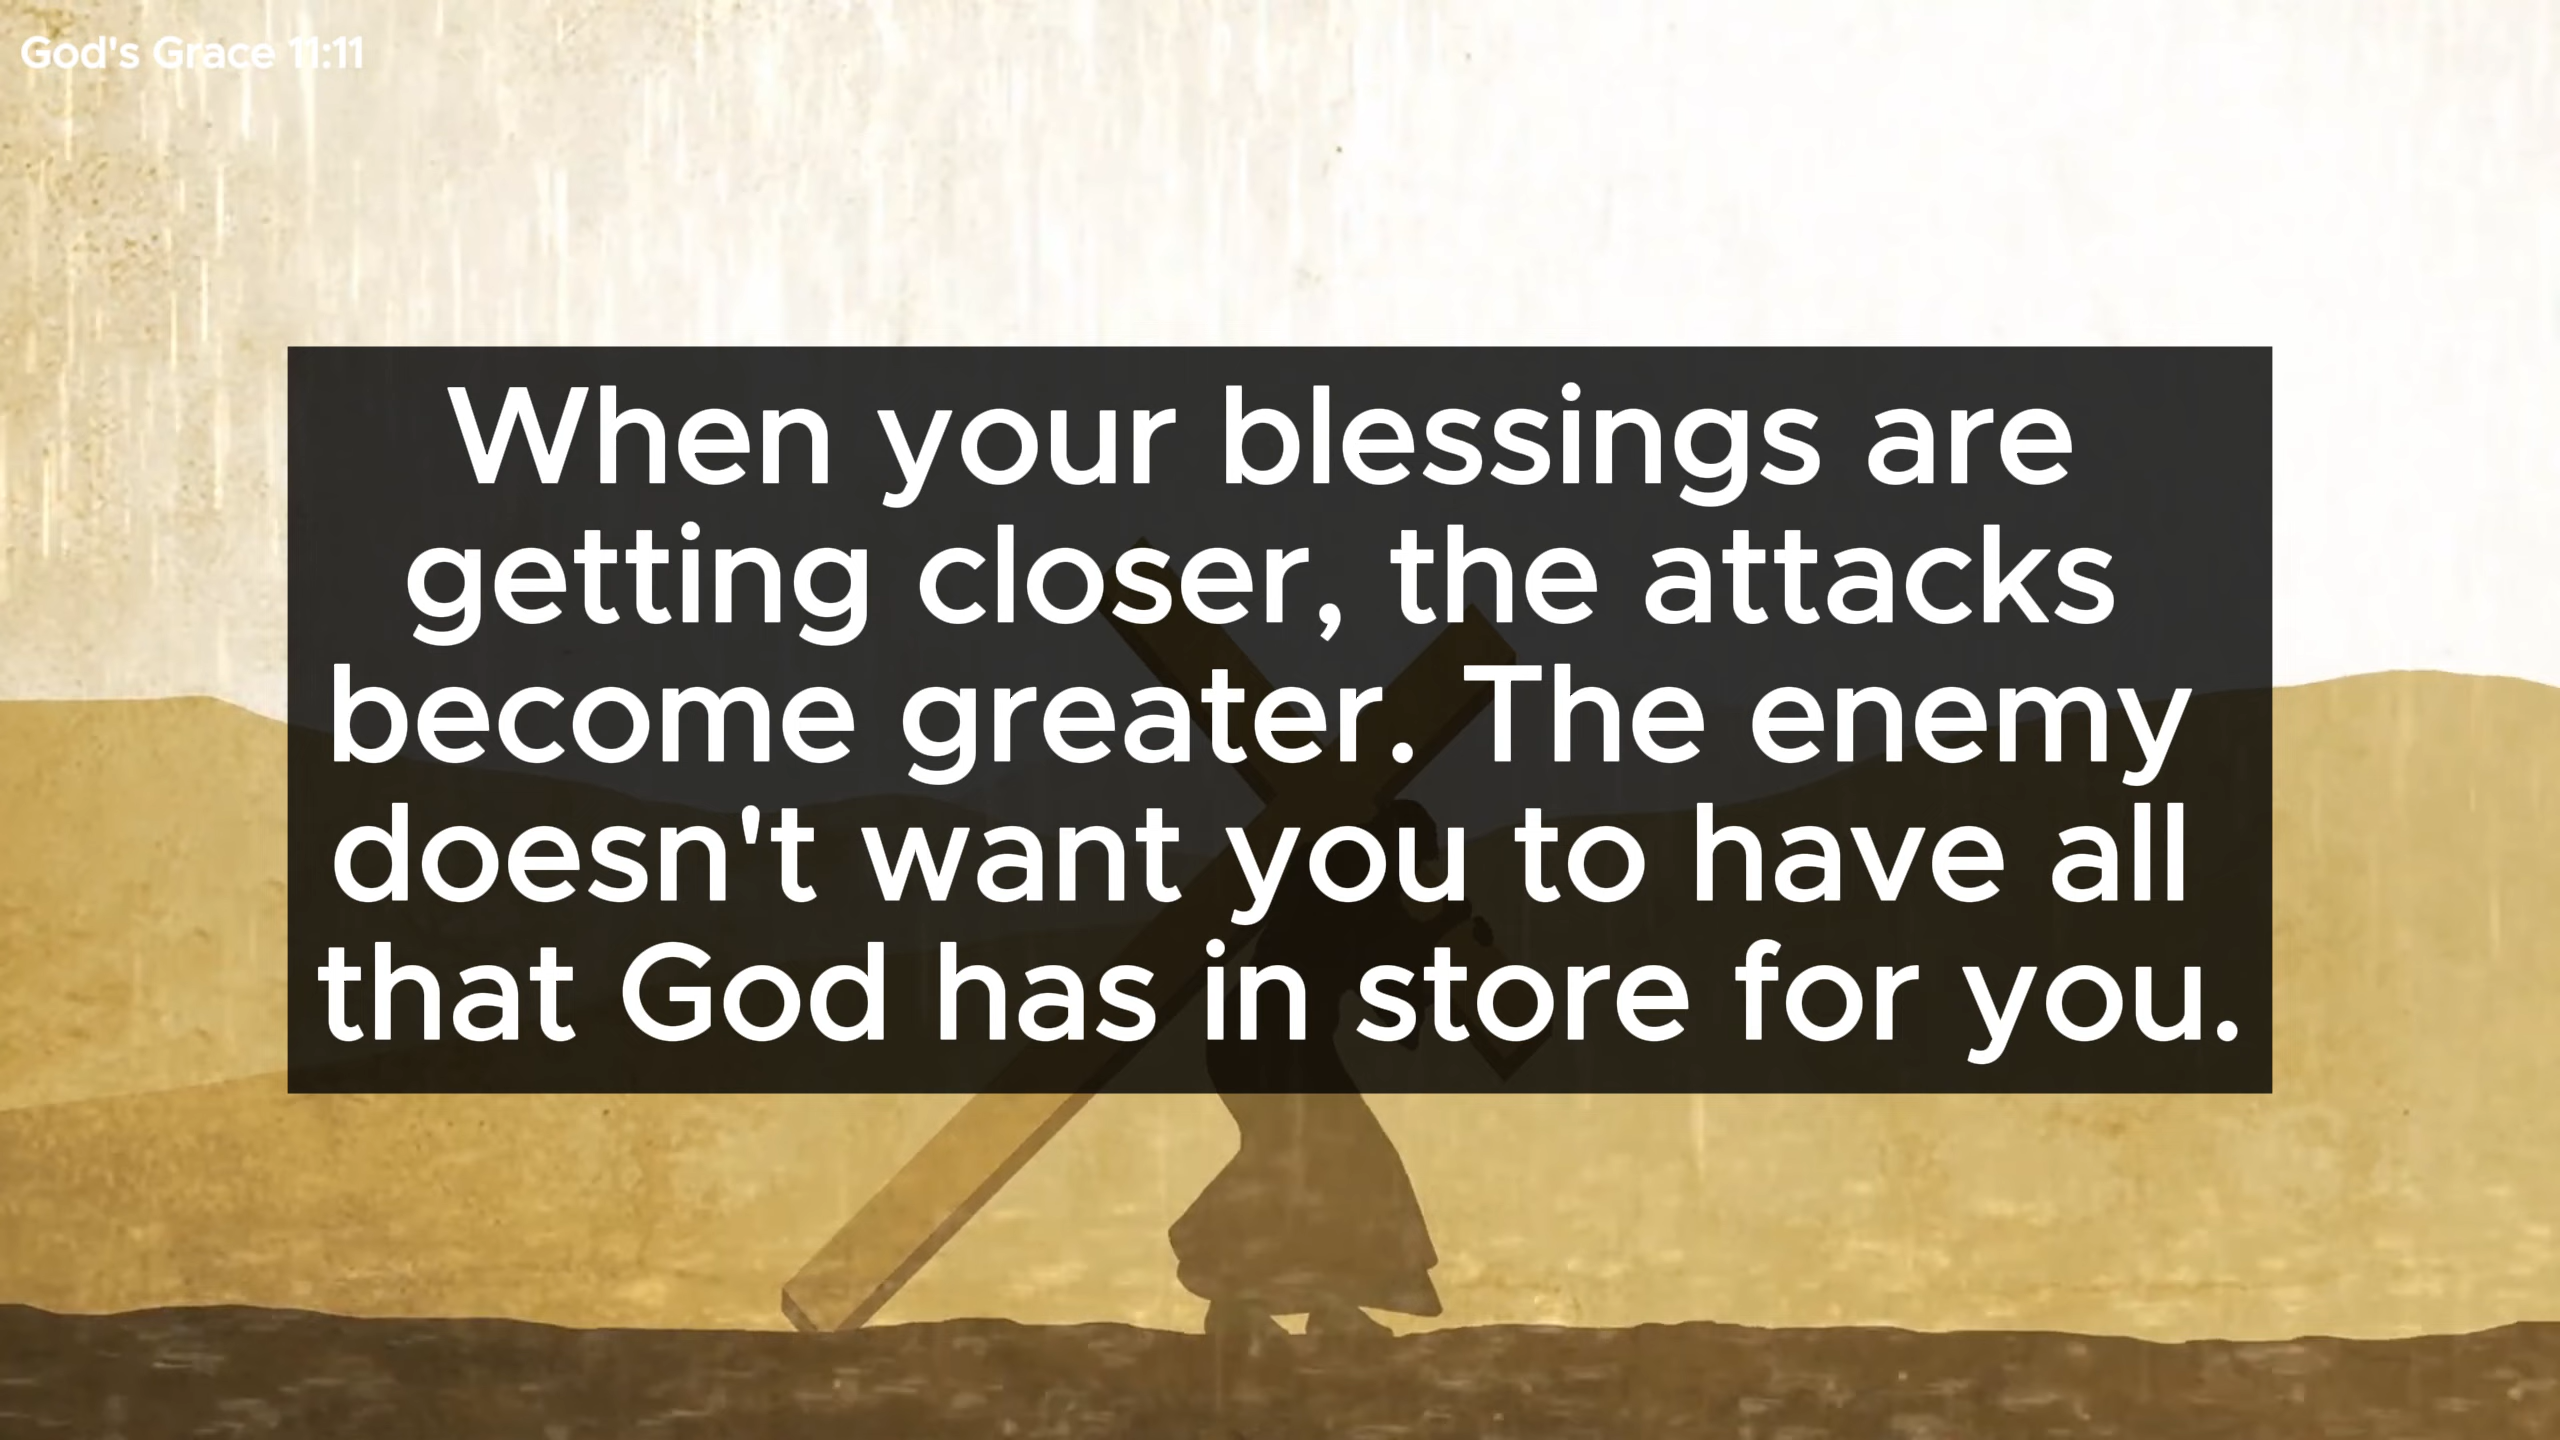 God's Grace 11:11
When your blessings are
getting closer, the attacks
become greater. The enemy
doesn't want you to have all
that God has in store for you.